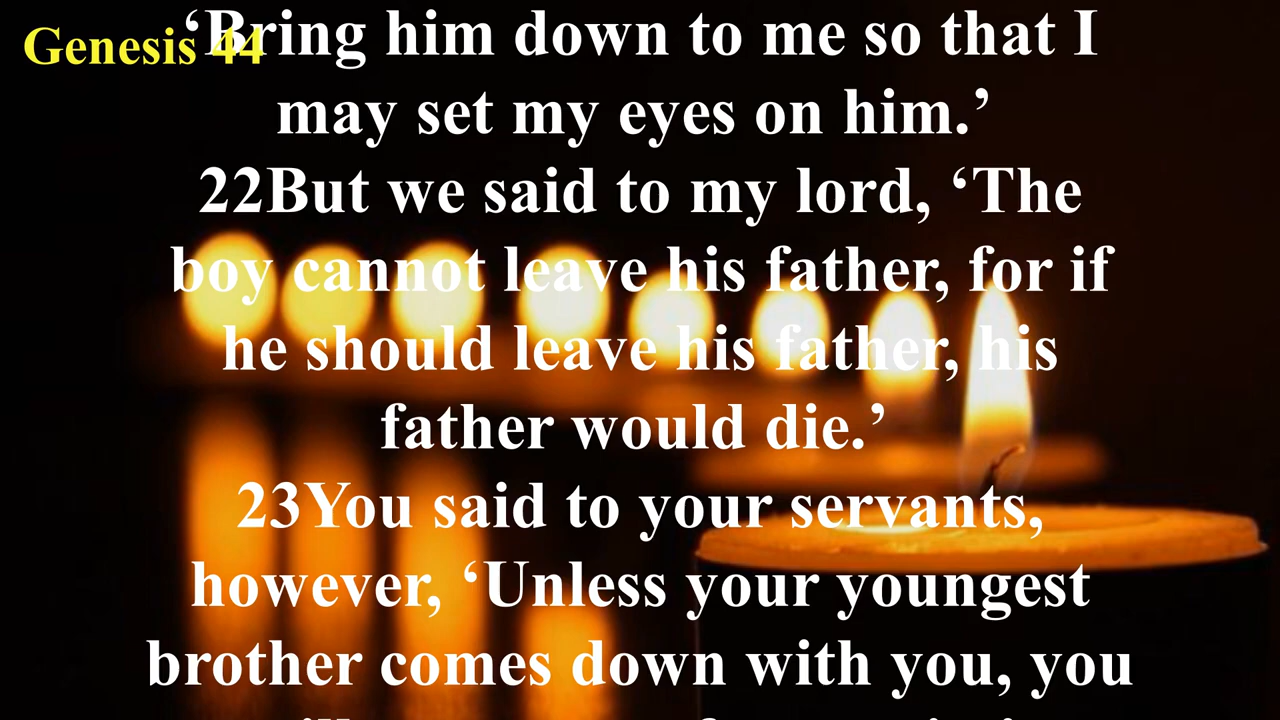 Genesis 44
‘Bring him down to me so that I
may set my eyes on him.’
22But we said to my lord, ‘The
boy cannot leave his father, for if
he should leave his father, his
father would die.’
23You said to your servants,
however, ‘Unless your youngest
brother comes down with you, you